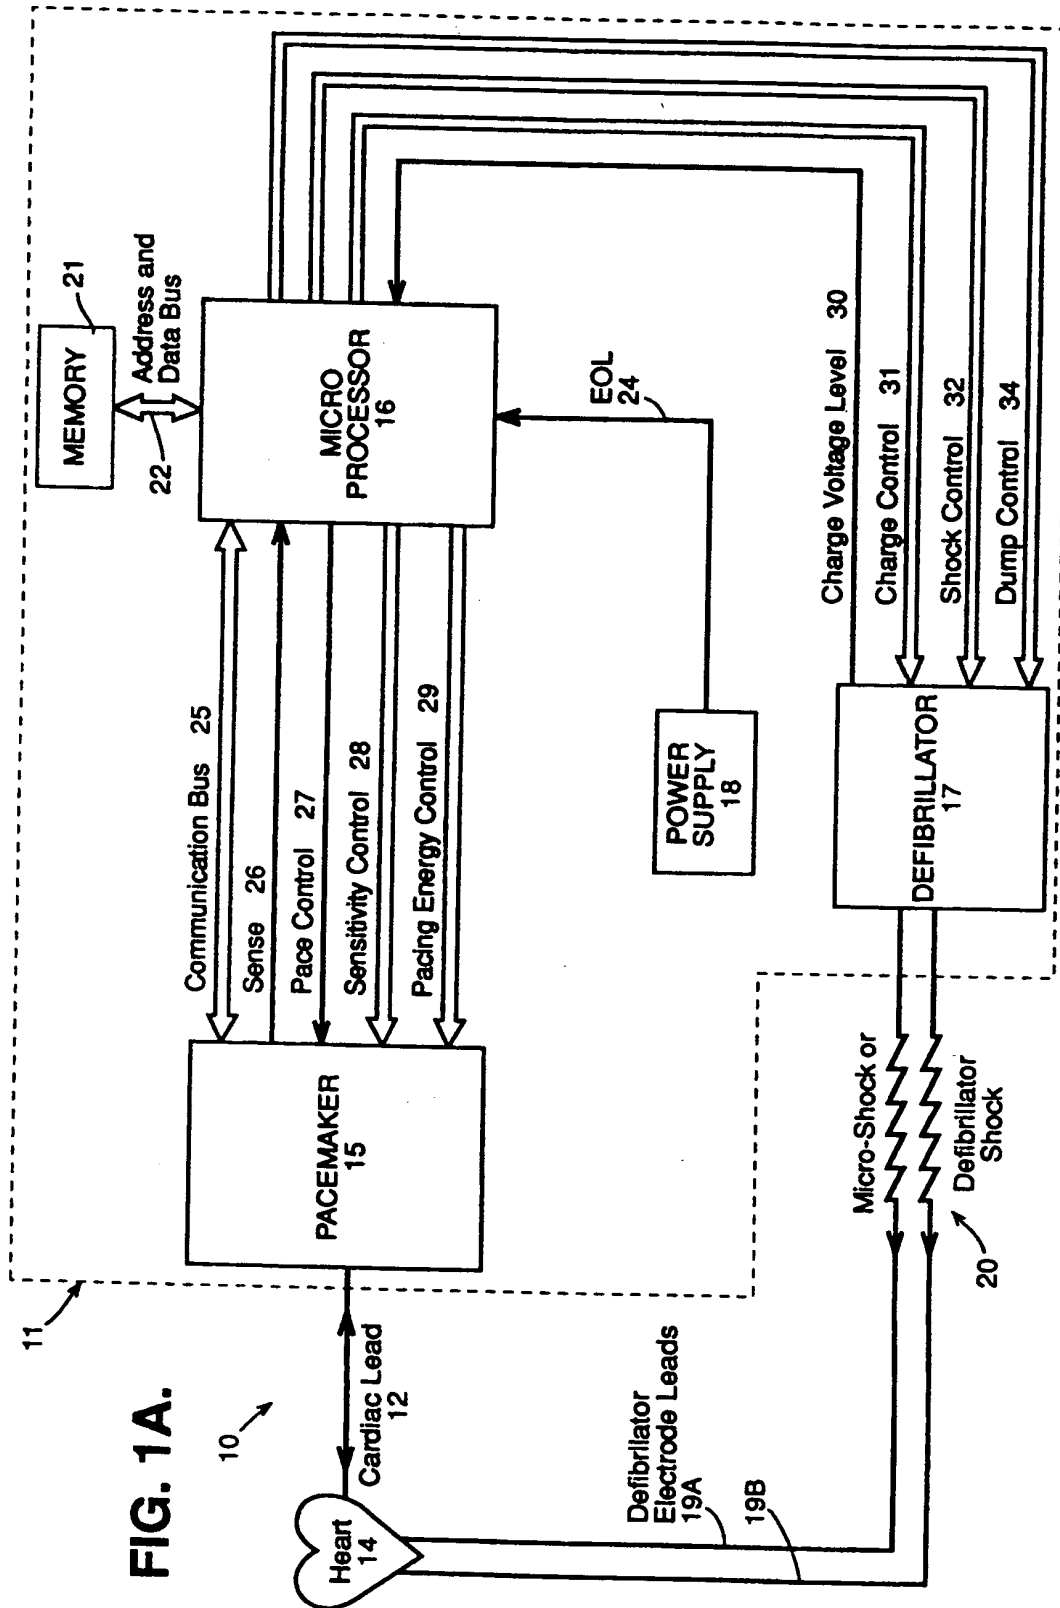 FIG. 1A.
10
11
MEMORY
21
22
Address and
Data Bus
MICRO
PROCESSOR
16
Communication Bus 25
Sense 26
Pace Control 27
Sensitivity Control 28
Pacing Energy Control 29
PACEMAKER
15
Cardiac Lead
12
Heart
14
EOL
24
POWER
SUPPLY
18
Charge Voltage Level 30
Charge Control 31
Shock Control 32
Dump Control 34
DEFIBRILLATOR
17
Micro-Shock or
Defibrillator
Shock
20
Defibrilator
Electrode Leads
19A
19B